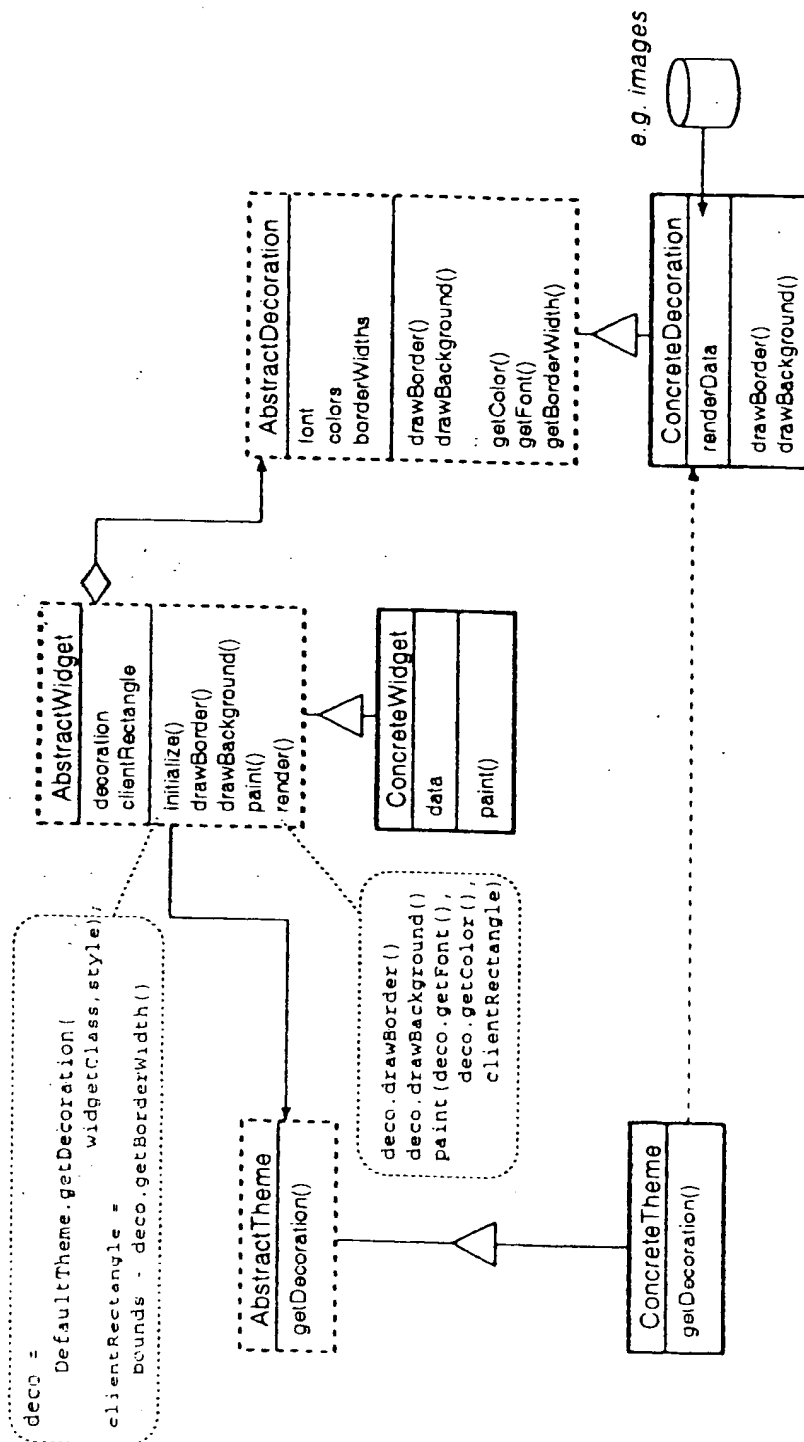 deco =
DefaultTheme.getDecoration(
widgetClass,style);
clientRectangle =
bounds - deco.getBorderWidth()
AbstractTheme
getDecoration()
ConcreteTheme
getDecoration()
AbstractWidget
decoration
clientRectangle
initialize()
drawBorder()
drawBackground()
paint()
render()
deco.drawBorder()
deco.drawBackground()
paint(deco.getFont(),
deco.getColor(),
clientRectangle)
ConcreteWidget
data
paint()
AbstractDecoration
font
colors
borderWidths
drawBorder()
drawBackground()
..
getColor()
getFont()
getBorderWidth()
ConcreteDecoration
renderData
drawBorder()
drawBackground()
e.g. images